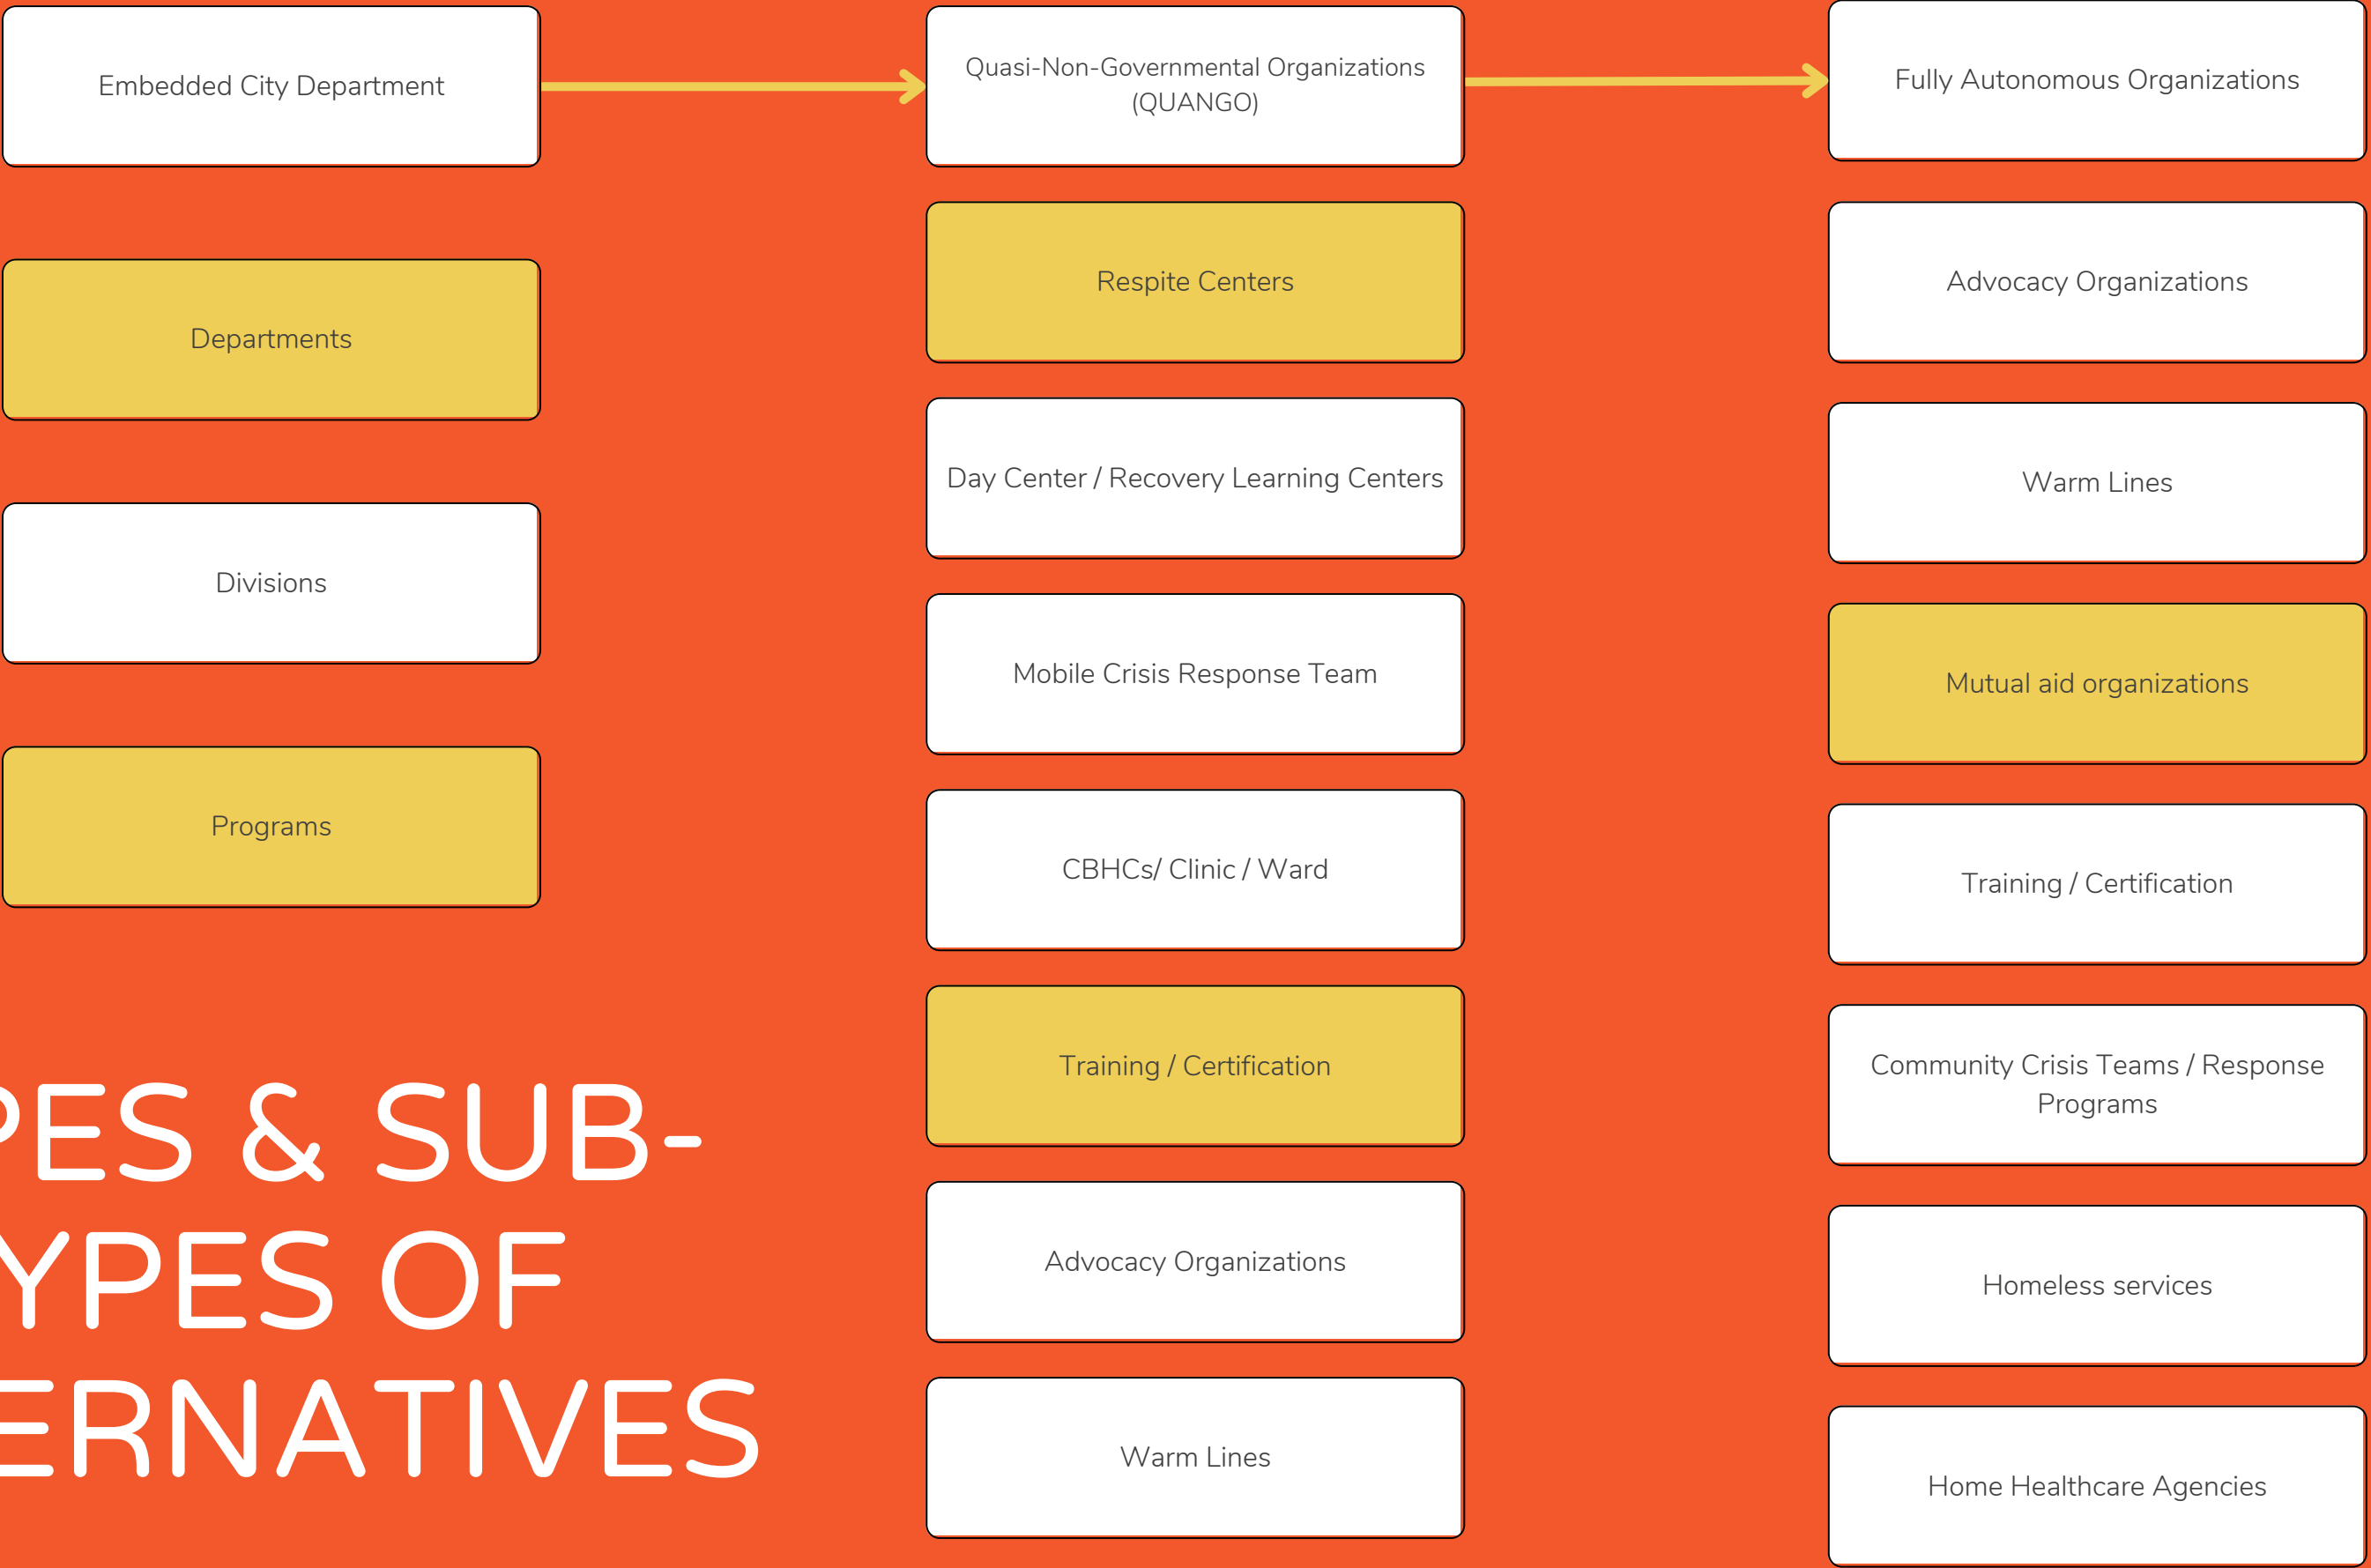 Embedded City Department
Departments
Divisions
Programs
PES & SUB-
YPES OF
ERNATIVES
Quasi-Non-Governmental Organizations
(QUANGO)
Respite Centers
Day Center / Recovery Learning Centers
Mobile Crisis Response Team
CBHCs/ Clinic / Ward
Training / Certification
Advocacy Organizations
Warm Lines
Fully Autonomous Organizations
Advocacy Organizations
Warm Lines
Mutual aid organizations
Training / Certification
Community Crisis Teams / Response
Programs
Homeless services
Home Healthcare Agencies